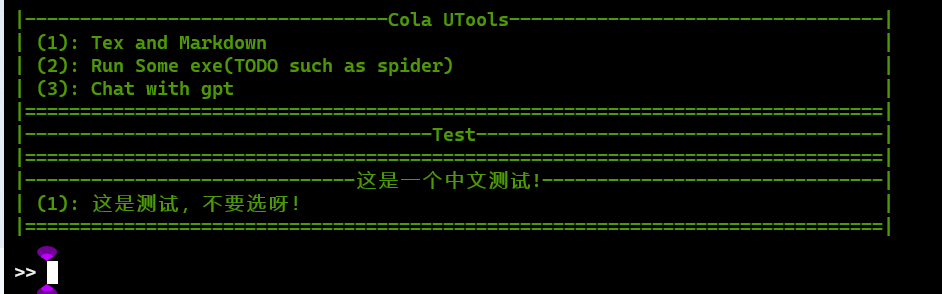 |---------------------------------Cola UTools----------------------------------|
| (1): Tex and Markdown                                                        |
| (2): Run Some exe(TODO such as spider)                                       |
| (3): Chat with gpt                                                           |
|==============================================================================|
|-------------------------------------Test-------------------------------------|
|==============================================================================|
|------------------------------这是一个中文测试!-------------------------------|
| (1): 这是测试, 不要选呀!                                                     |
|==============================================================================|
>>